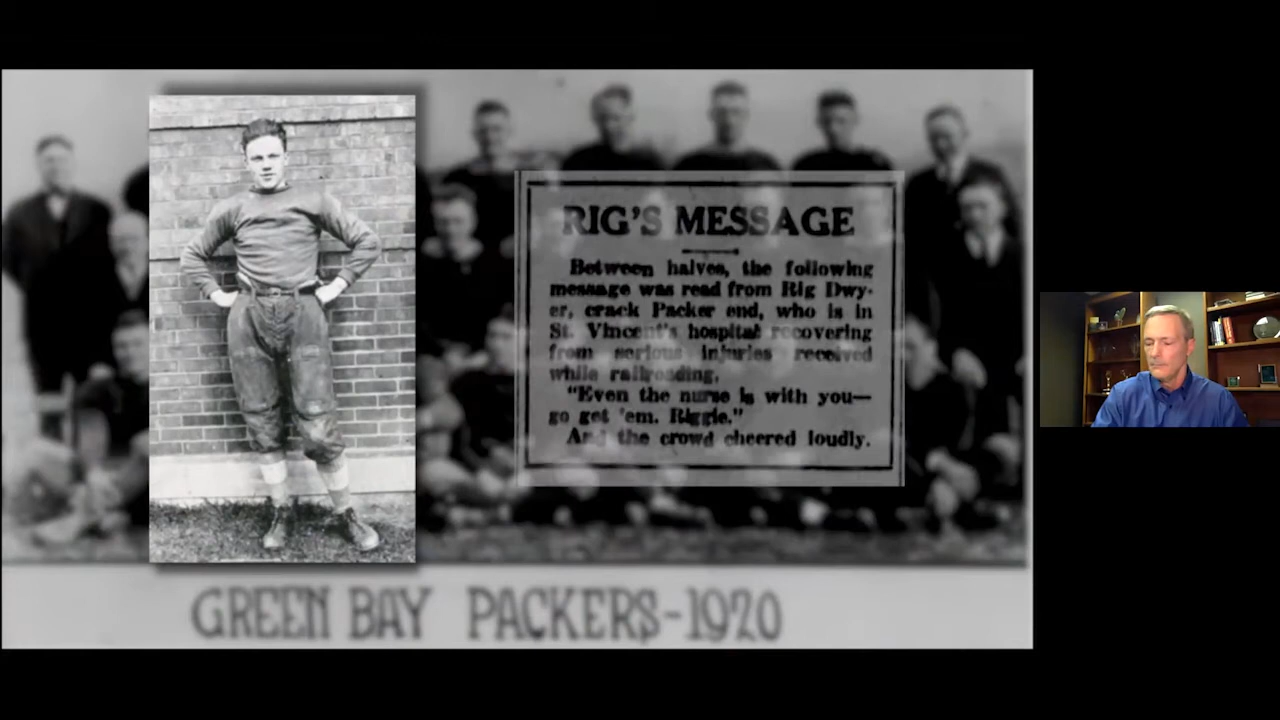 RIG'S MESSAGE
Between halves, the following
message was read from Rig Dwy-
er, crack Packer end, who is in
St. Vincent's hospital recovering
from serious injuries received
while railroading.
"Even the nurse is with you—
go get 'em. Riggie."
And the crowd cheered loudly.
GREEN BAY PACKERS-1920